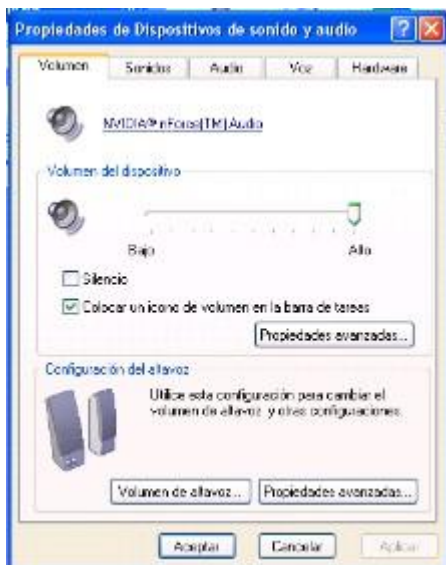 Propiedades de Dispositivos de sonido y audio
Volumen Sonidos Audio Voz Hardware
NVIDIA® nForce(TM) Audio
Volumen del dispositivo
Bajo Alto
Silencio
Colocar un icono de volumen en la barra de tareas
Propiedades avanzadas...
Configuración del altavoz
Utilice esta configuración para cambiar el
volumen de altavoz y otras configuraciones.
Volumen de altavoz... Propiedades avanzadas...
Aceptar Cancelar Aplicar